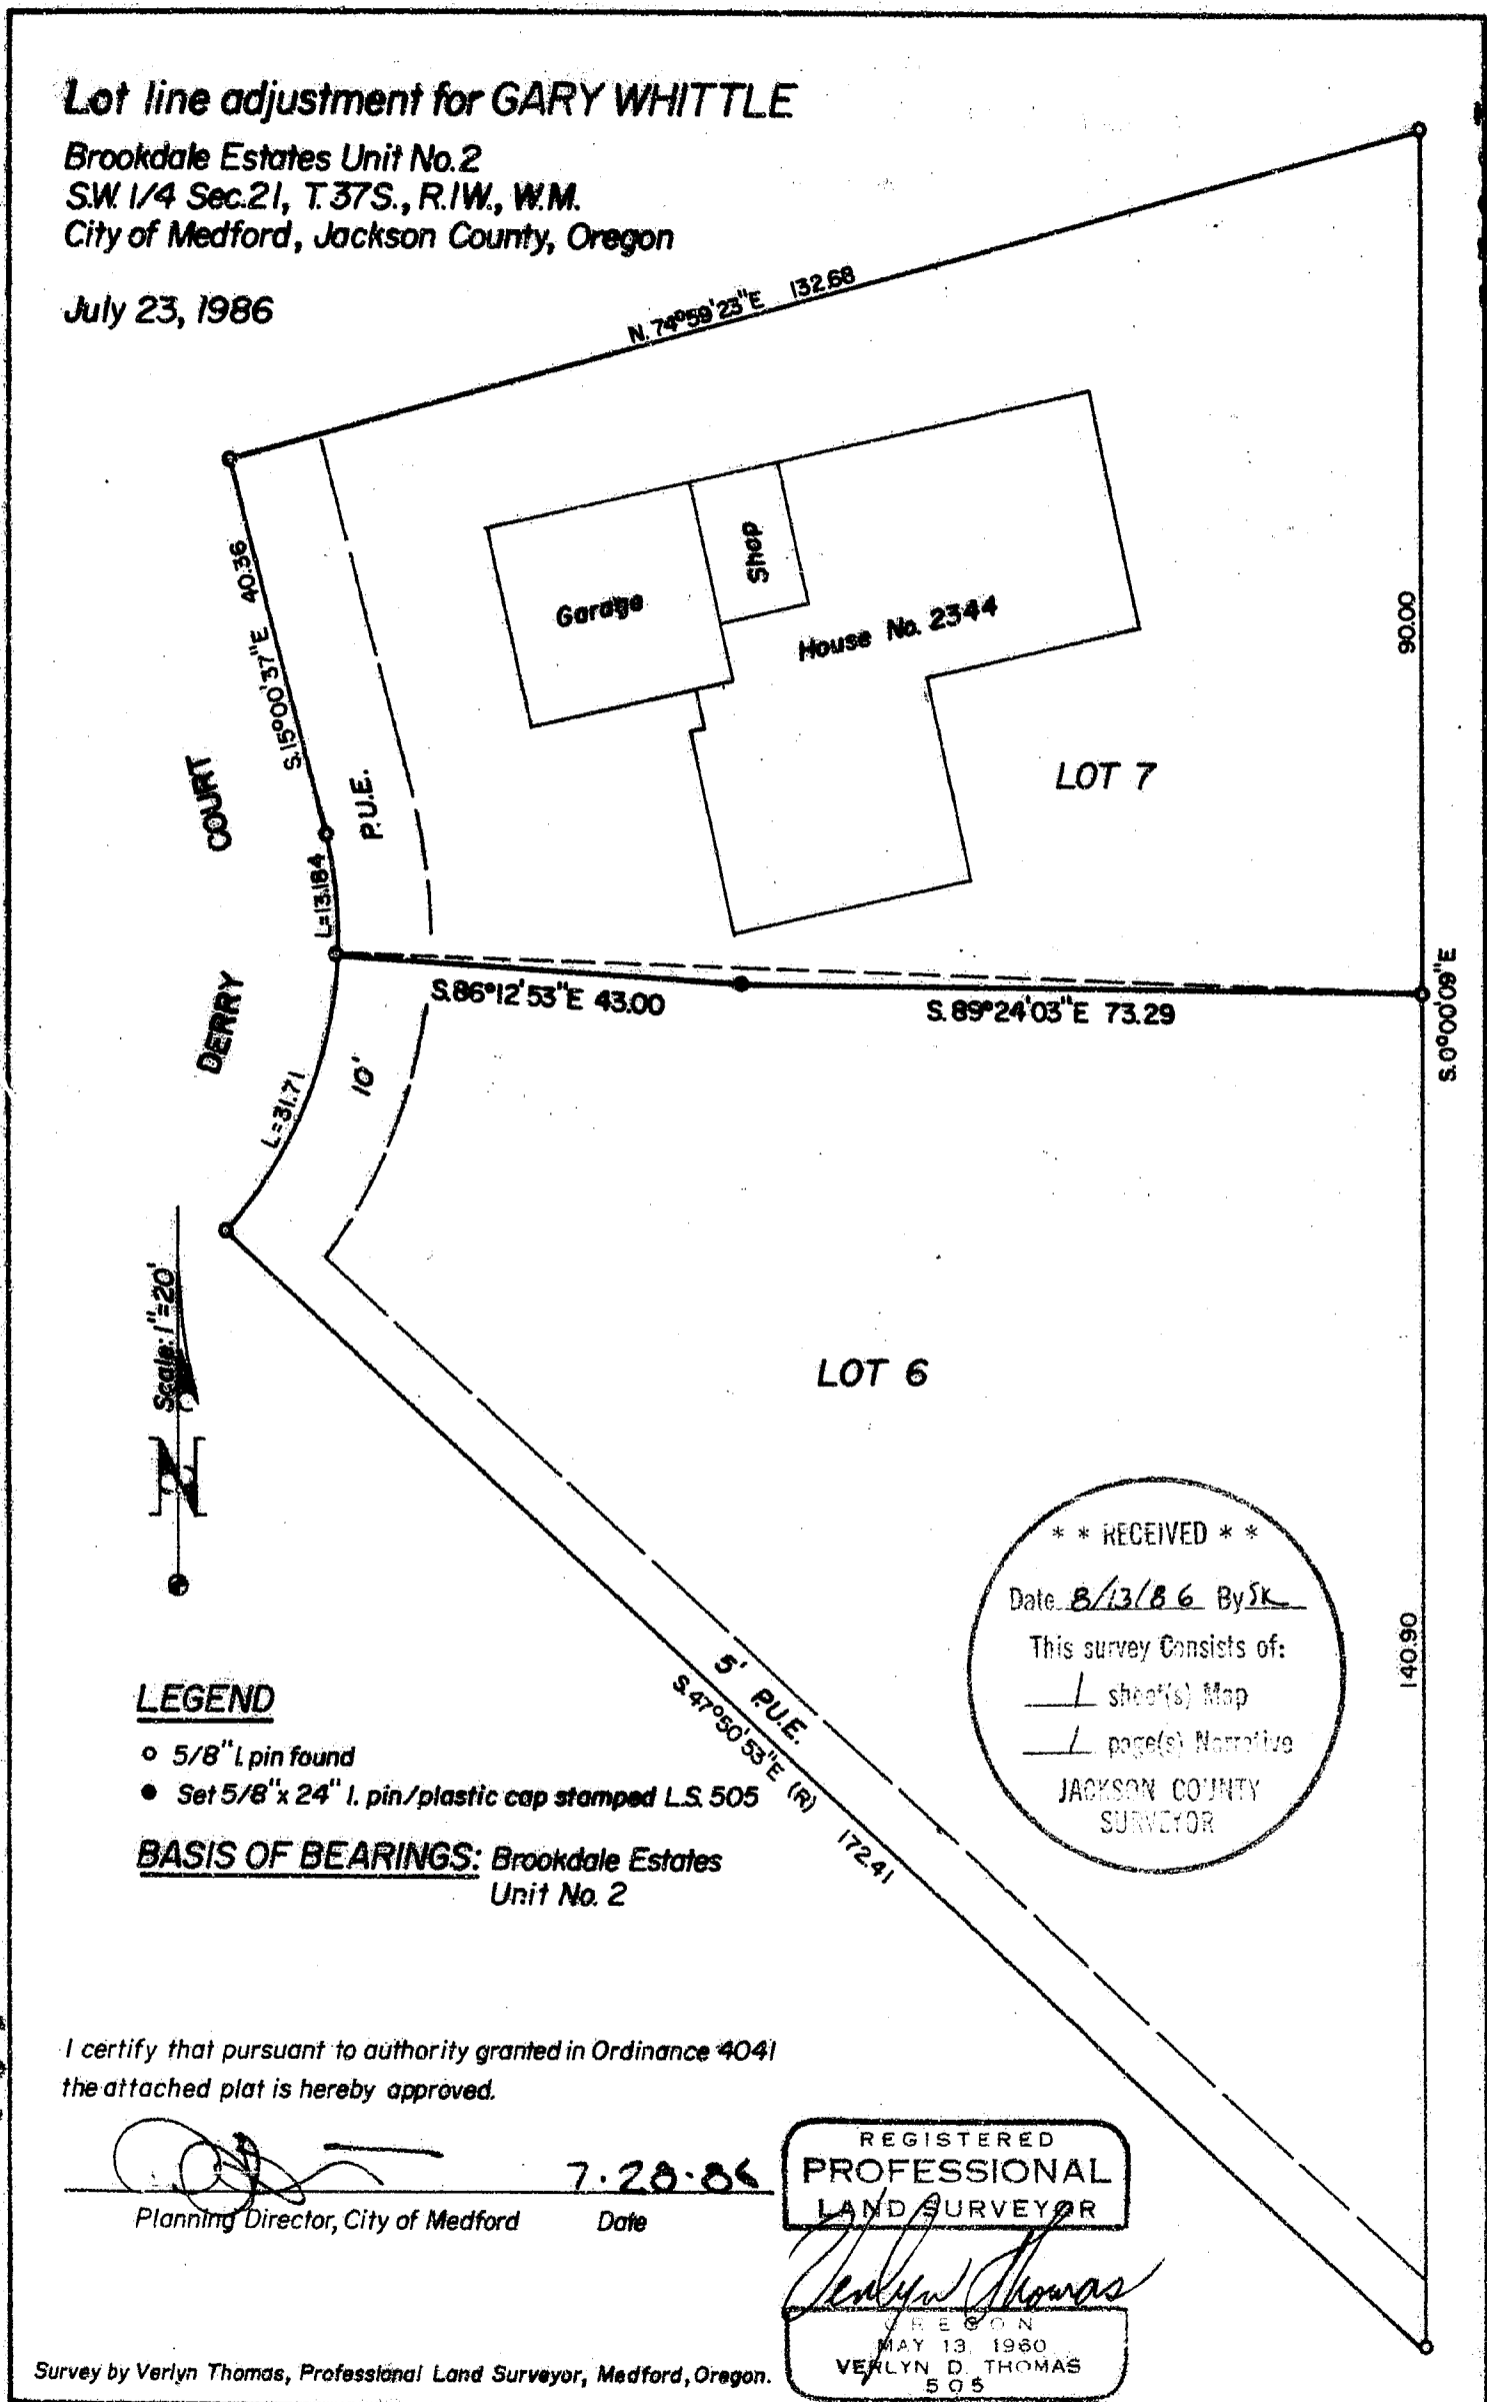 Lot line adjustment for GARY WHITTLE
Brookdale Estates Unit No.2
S.W. 1/4 Sec.21, T.37S., R.1W., W.M.
City of Medford, Jackson County, Oregon
July 23, 1986
N.74°59'23"E 132.68
S.15°00'37"E 40.36
Garage
Shop
House No. 2344
90.00
LOT 7
COURT
P.U.E.
L=13.184
DERRY
S.86°12'53"E 43.00
S.89°24'03"E 73.29
S.0°00'09"E
10'
L=31.71
Scale: 1"=20'
N
LOT 6
* * RECEIVED * *
Date 8/13/86 By SK
This survey Consists of:
1 sheet(s) Map
1 page(s) Narrative
JACKSON COUNTY
SURVEYOR
140.90
5' P.U.E.
S.47°50'53"E (R) 172.41
LEGEND
5/8" I. pin found
Set 5/8"x 24" I. pin/plastic cap stamped L.S. 505
BASIS OF BEARINGS: Brookdale Estates
Unit No. 2
I certify that pursuant to authority granted in Ordinance 4041
the attached plat is hereby approved.
7-28-86
Planning Director, City of Medford Date
REGISTERED
PROFESSIONAL
LAND SURVEYOR
Verlyn Thomas
OREGON
MAY 13, 1960
VERLYN D. THOMAS
505
Survey by Verlyn Thomas, Professional Land Surveyor, Medford, Oregon.